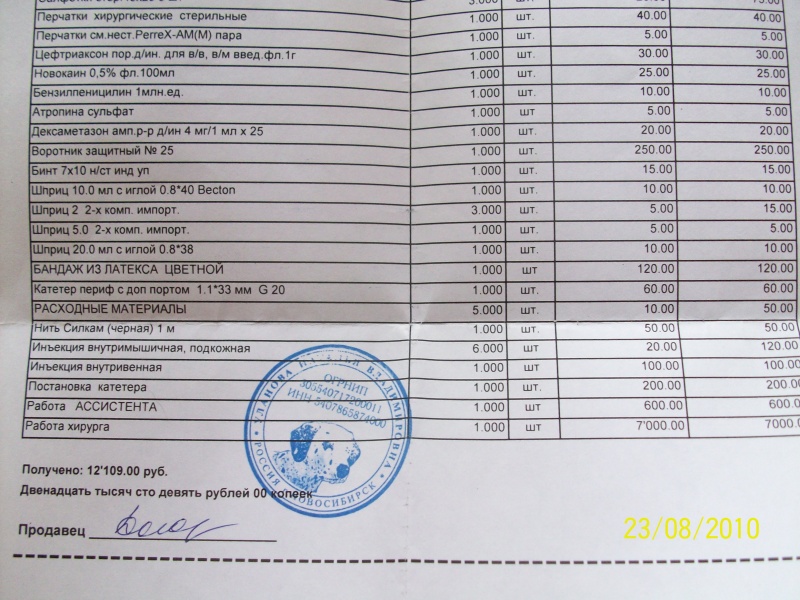 Перчатки хирургические стерильные 1.000 шт. 40.00 40.00
Перчатки см.нест.PerreX-AM(M) пара 1.000 шт. 5.00 5.00
Цефтриаксон пор.д/ин. для в/в, в/м введ.фл.1г 1.000 шт. 30.00 30.00
Новокаин 0,5% фл.100мл 1.000 шт. 25.00 25.00
Бензилпеницилин 1млн.ед. 1.000 шт. 10.00 10.00
Атропина сульфат 1.000 шт 5.00 5.00
Дексаметазон амп.р-р д/ин 4 мг/1 мл х 25 1.000 шт. 20.00 20.00
Воротник защитный № 25 1.000 шт. 250.00 250.00
Бинт 7х10 н/ст инд уп 1.000 шт. 15.00 15.00
Шприц 10.0 мл с иглой 0.8*40 Becton 1.000 шт. 10.00 10.00
Шприц 2 2-х комп. импорт. 3.000 шт. 5.00 15.00
Шприц 5.0 2-х комп. импорт. 1.000 шт. 5.00 5.00
Шприц 20.0 мл с иглой 0.8*38 1.000 шт. 10.00 10.00
БАНДАЖ ИЗ ЛАТЕКСА ЦВЕТНОЙ 1.000 шт 120.00 120.00
Катетер периф с доп портом 1.1*33 мм G 20 1.000 шт. 60.00 60.00
РАСХОДНЫЕ МАТЕРИАЛЫ 5.000 шт. 10.00 50.00
Нить Силкам (черная) 1 м 1.000 шт 50.00 50.00
Инъекция внутримышичная, подкожная 6.000 шт 20.00 120.00
Инъекция внутривенная 1.000 шт 100.00 100.00
Постановка катетера 1.000 шт 200.00 200.00
Работа АССИСТЕНТА 1.000 шт 600.00 600.0
Работа хирурга 1.000 шт 7'000.00 7000.0
ВЛАДИМИРОВНА
ОГРНИП
305540717200011
ИНН 5407865874000
РОССИЯ НОВОСИБИРСК
Получено: 12'109.00 руб.
Двенадцать тысяч сто девять рублей 00 копеек
Продавец
23/08/2010